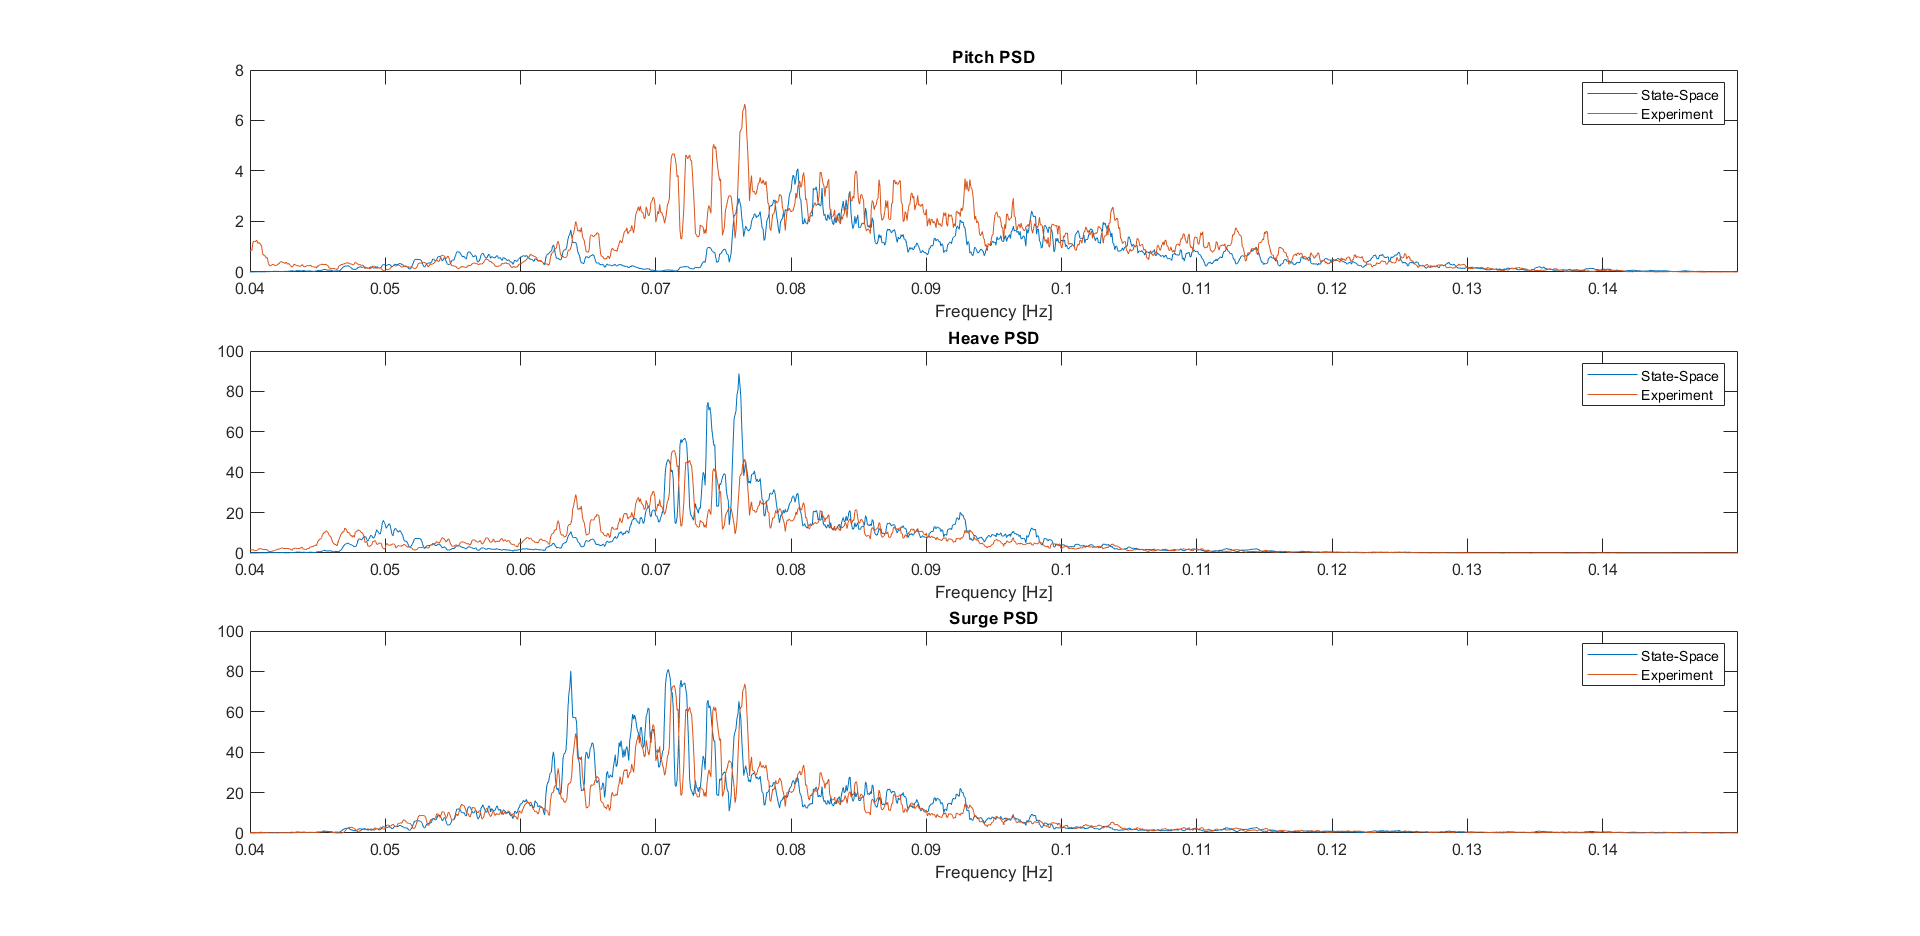 Pitch PSD
8
6
4
2
0
State-Space
Experiment
0.04 0.05 0.06 0.07 0.08 0.09 0.1 0.11 0.12 0.13 0.14
Frequency [Hz]
Heave PSD
100
80
60
40
20
0
State-Space
Experiment
0.04 0.05 0.06 0.07 0.08 0.09 0.1 0.11 0.12 0.13 0.14
Frequency [Hz]
Surge PSD
100
80
60
40
20
0
State-Space
Experiment
0.04 0.05 0.06 0.07 0.08 0.09 0.1 0.11 0.12 0.13 0.14
Frequency [Hz]